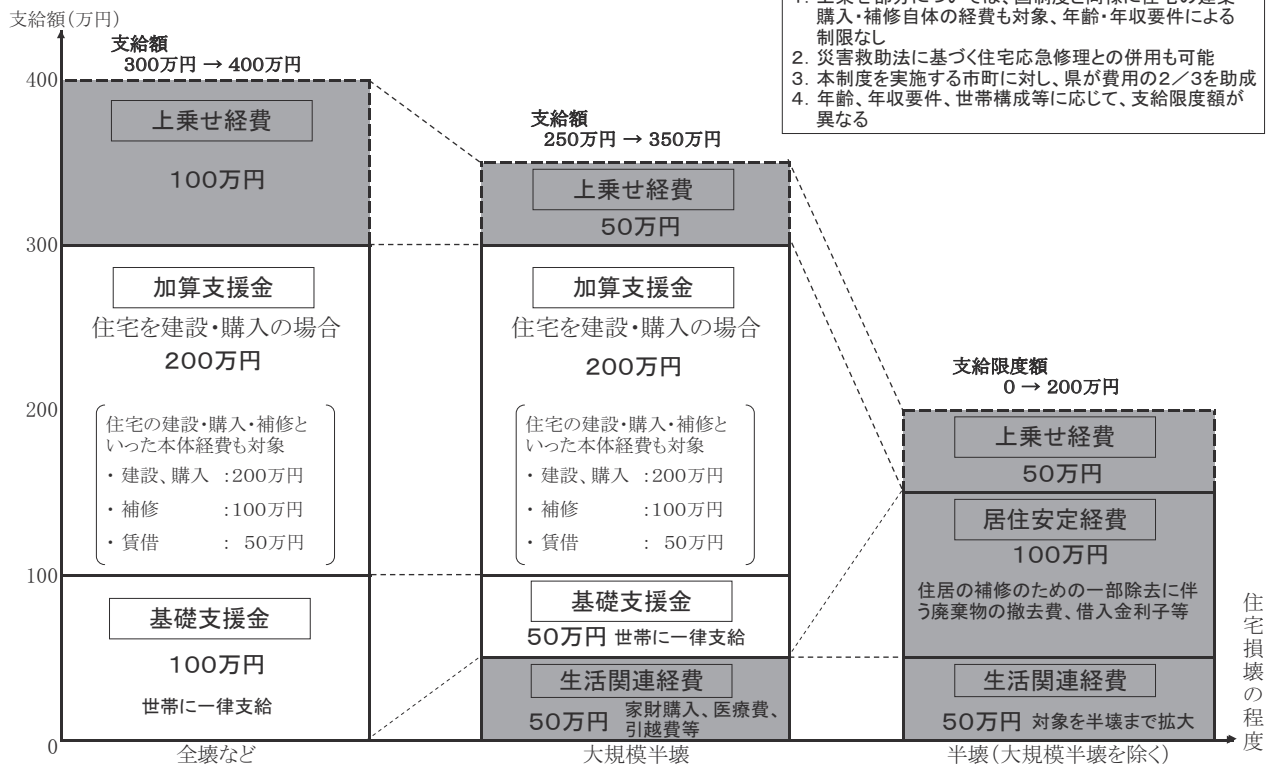 支給額(万円)
1. 上乗せ部分については、国制度と同様に住宅の建築
購入・補修自体の経費も対象、年齢・年収要件による
制限なし
2. 災害救助法に基づく住宅応急修理との併用も可能
3. 本制度を実施する市町に対し、県が費用の2/3を助成
4. 年齢、年収要件、世帯構成等に応じて、支給限度額が
異なる
400
300
200
100
0
支給額
300万円 → 400万円
上乗せ経費
100万円
加算支援金
住宅を建設・購入の場合
200万円
住宅の建設・購入・補修と
いった本体経費も対象
・ 建設、購入 :200万円
・ 補修 :100万円
・ 賃借 : 50万円
基礎支援金
100万円
世帯に一律支給
全壊など
支給額
250万円 → 350万円
上乗せ経費
50万円
加算支援金
住宅を建設・購入の場合
200万円
住宅の建設・購入・補修と
いった本体経費も対象
・ 建設、購入 :200万円
・ 補修 :100万円
・ 賃借 : 50万円
基礎支援金
50万円 世帯に一律支給
生活関連経費
50万円 家財購入、医療費、
引越費等
大規模半壊
支給限度額
0 → 200万円
上乗せ経費
50万円
居住安定経費
100万円
住居の補修のための一部除去に伴
う廃棄物の撤去費、借入金利子等
生活関連経費
50万円 対象を半壊まで拡大
半壊(大規模半壊を除く)
住宅損壊の程度